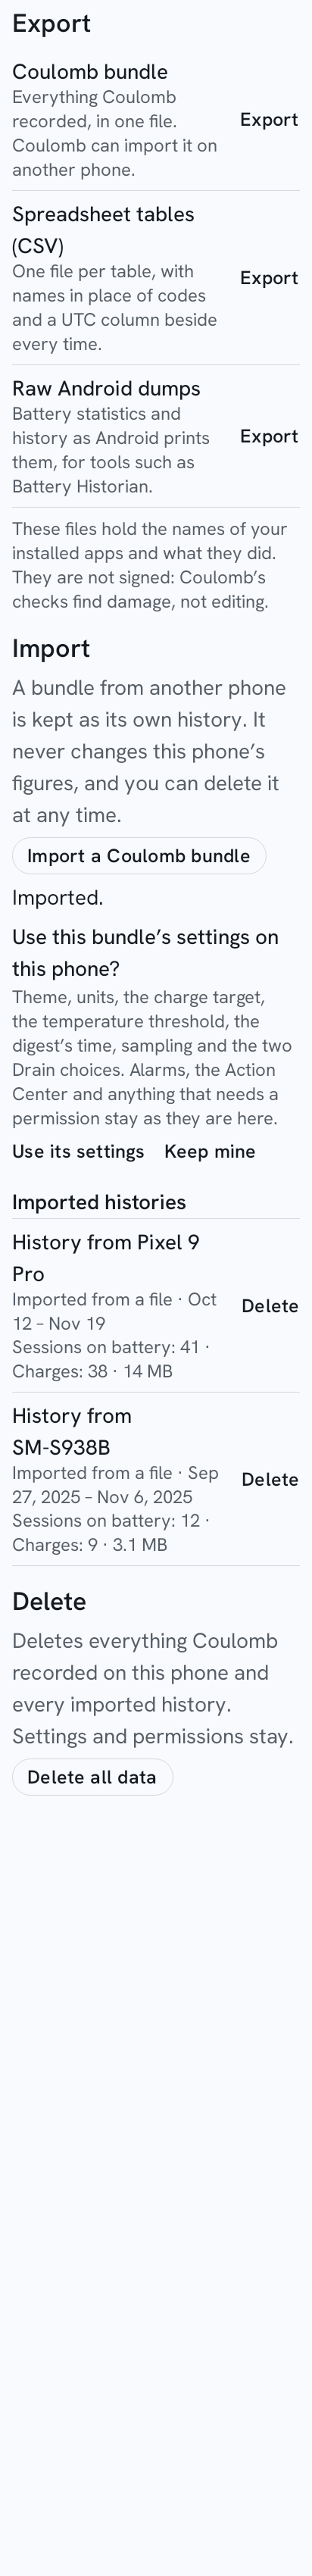 Export
Coulomb bundle
Everything Coulomb
recorded, in one file.
Coulomb can import it on
another phone.
Export
Spreadsheet tables
(CSV)
One file per table, with
names in place of codes
and a UTC column beside
every time.
Export
Raw Android dumps
Battery statistics and
history as Android prints
them, for tools such as
Battery Historian.
Export
These files hold the names of your
installed apps and what they did.
They are not signed: Coulomb’s
checks find damage, not editing.
Import
A bundle from another phone
is kept as its own history. It
never changes this phone’s
figures, and you can delete it
at any time.
Import a Coulomb bundle
Imported.
Use this bundle’s settings on
this phone?
Theme, units, the charge target,
the temperature threshold, the
digest’s time, sampling and the two
Drain choices. Alarms, the Action
Center and anything that needs a
permission stay as they are here.
Use its settings Keep mine
Imported histories
History from Pixel 9
Pro
Imported from a file · Oct
12 – Nov 19
Sessions on battery: 41 ·
Charges: 38 · 14 MB
Delete
History from
SM-S938B
Imported from a file · Sep
27, 2025 – Nov 6, 2025
Sessions on battery: 12 ·
Charges: 9 · 3.1 MB
Delete
Delete
Deletes everything Coulomb
recorded on this phone and
every imported history.
Settings and permissions stay.
Delete all data